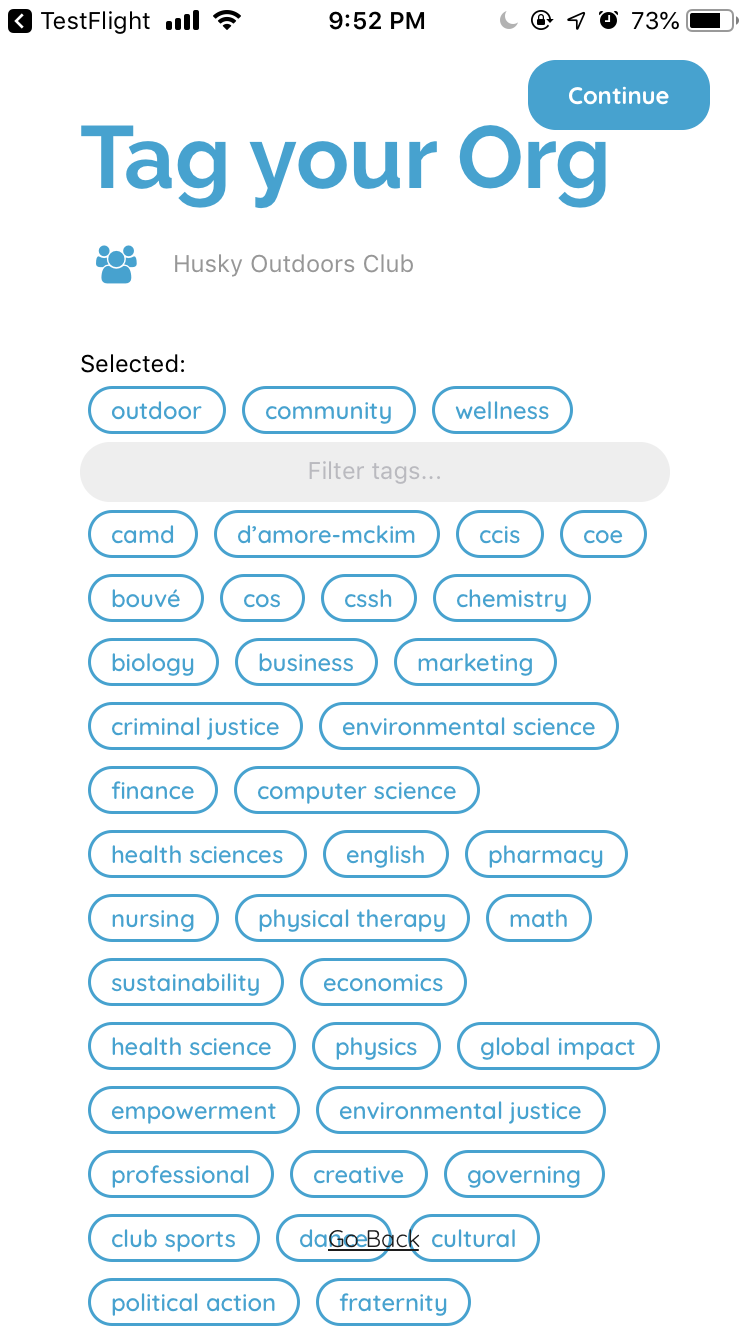 TestFlight 9:52 PM 73%
Continue
Tag your Org
Husky Outdoors Club
Selected:
outdoor community wellness
Filter tags...
camd d’amore-mckim ccis coe
bouvé cos cssh chemistry
biology business marketing
criminal justice environmental science
finance computer science
health sciences english pharmacy
nursing physical therapy math
sustainability economics
health science physics global impact
empowerment environmental justice
professional creative governing
club sports dance Go Back cultural
political action fraternity